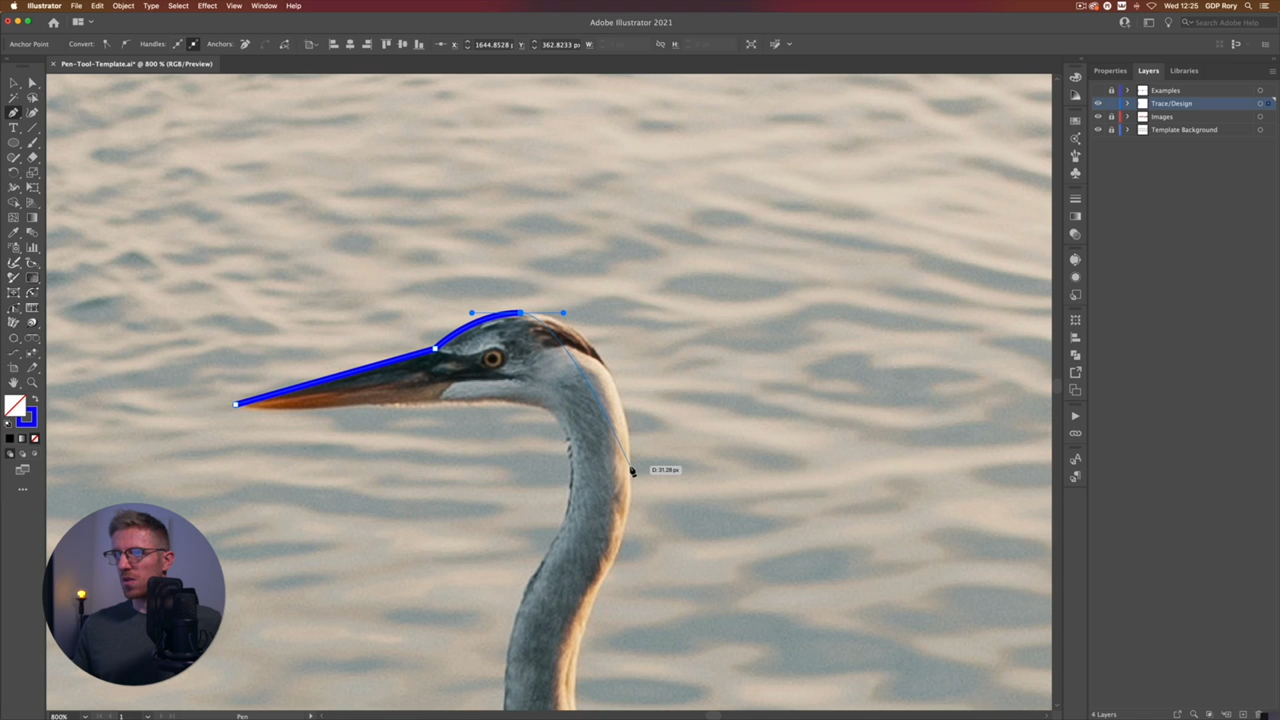 Illustrator File Edit Object Type Select Effect View Window Help
Wed 12:25 GDP Rory
Adobe Illustrator 2021
Search Adobe Help
Anchor Point Convert: Handles: Anchors: X: 1644.8528 Y: 362.8233 px W: H:
× Pen-Tool-Template.ai* @ 800 % (RGB/Preview)
Properties Layers Libraries
Examples
Trace/Design
Images
Template Background
D: 31.28 px
800% 1 Pen
4 Layers